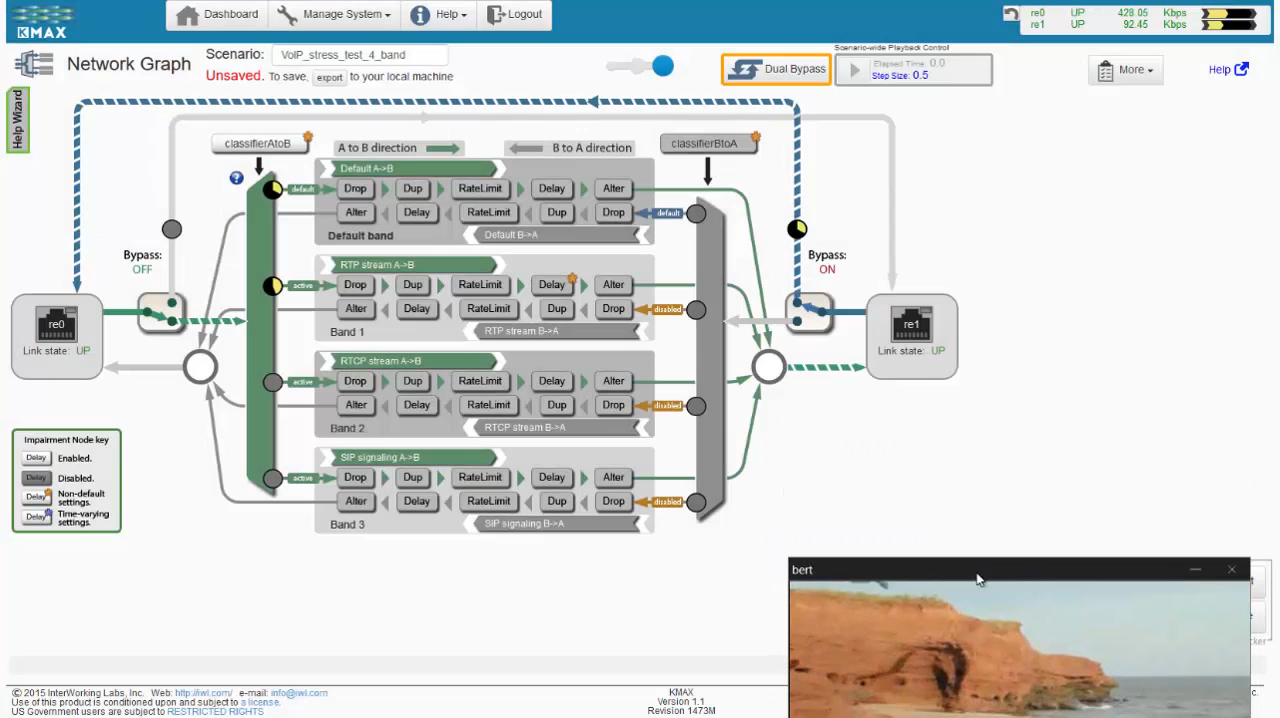 KMAX
Dashboard
Manage System
Help
Logout
re0 UP 428.05 Kbps
re1 UP 92.45 Kbps
Network Graph
Scenario: VoIP_stress_test_4_band
Unsaved. To save, export to your local machine
Dual Bypass
Scenario-wide Playback Control
Elapsed Time: 0.0
Step Size: 0.5
More
Help
Help Wizard
classifierAtoB
A to B direction
B to A direction
classifierBtoA
Default A->B
default Drop Dup RateLimit Delay Alter
Alter Delay RateLimit Dup Drop default
Default band
Default B->A
Bypass:
OFF
Bypass:
ON
RTP stream A->B
active Drop Dup RateLimit Delay Alter
Alter Delay RateLimit Dup Drop disabled
Band 1
RTP stream B->A
re0
Link state: UP
re1
Link state: UP
RTCP stream A->B
active Drop Dup RateLimit Delay Alter
Alter Delay RateLimit Dup Drop disabled
Band 2
RTCP stream B->A
SIP signaling A->B
active Drop Dup RateLimit Delay Alter
Alter Delay RateLimit Dup Drop disabled
Band 3
SIP signaling B->A
Impairment Node key
Delay Enabled.
Delay Disabled.
Delay Non-default
settings.
Delay Time-varying
settings.
bert
© 2015 InterWorking Labs, Inc. Web: http://iwl.com/ e-mail: info@iwl.com
Use of this product is conditioned upon and subject to a license.
US Government users are subject to RESTRICTED RIGHTS
KMAX
Version 1.1
Revision 1473M